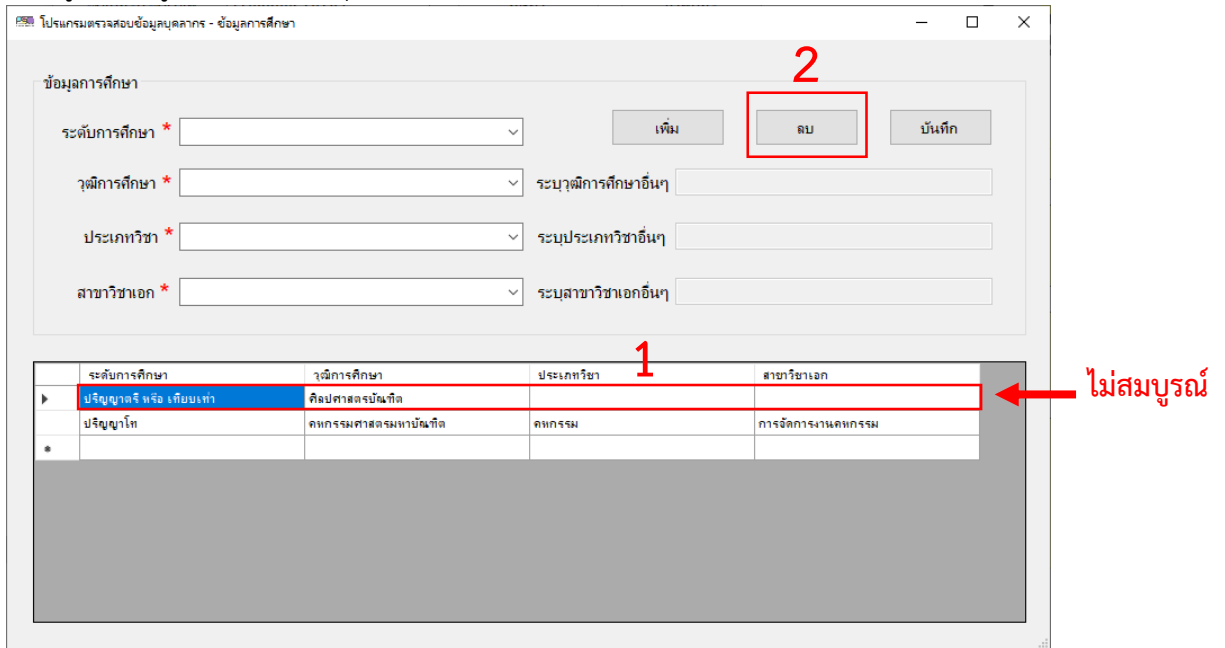 โปรแกรมตรวจสอบข้อมูลบุคลากร - ข้อมูลการศึกษา
2
ข้อมูลการศึกษา
ระดับการศึกษา * เพิ่ม ลบ บันทึก
วุฒิการศึกษา * ระบุวุฒิการศึกษาอื่นๆ
ประเภทวิชา * ระบุประเภทวิชาอื่นๆ
สาขาวิชาเอก * ระบุสาขาวิชาเอกอื่นๆ
1
ระดับการศึกษา วุฒิการศึกษา ประเภทวิชา สาขาวิชาเอก
ปริญญาตรี หรือ เทียบเท่า ศิลปศาสตรบัณฑิต ไม่สมบูรณ์
ปริญญาโท คหกรรมศาสตรมหาบัณฑิต คหกรรม การจัดการงานคหกรรม